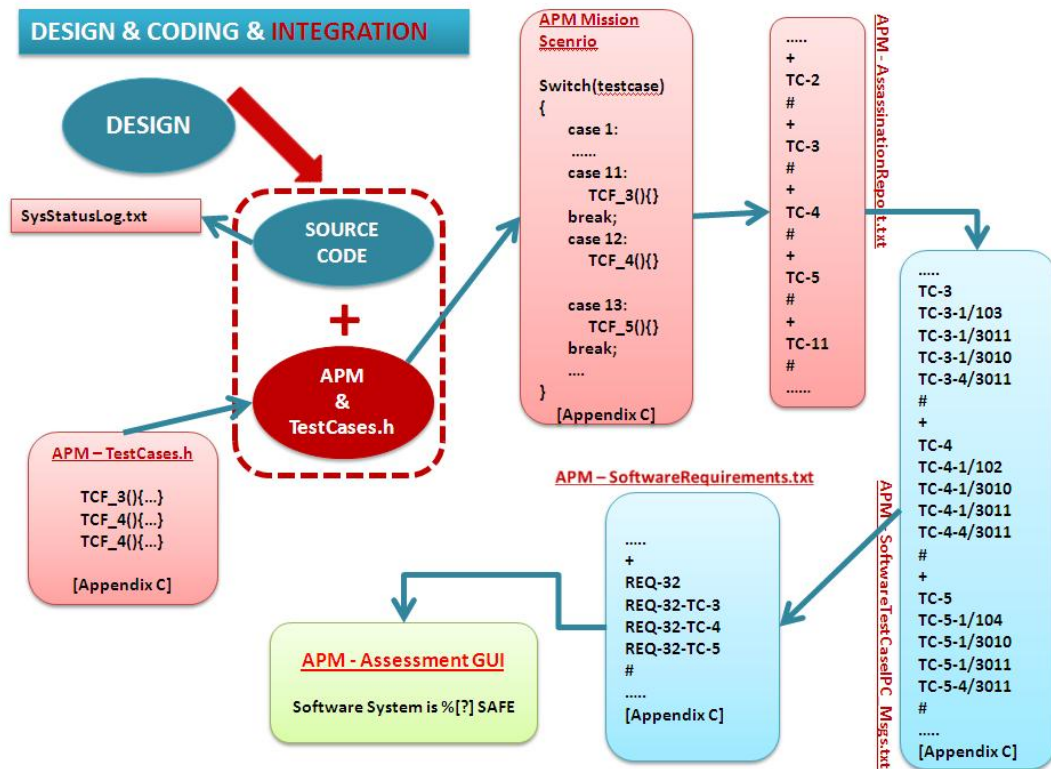 DESIGN & CODING & INTEGRATION
DESIGN
SysStatusLog.txt
SOURCE
CODE
+
APM
&
TestCases.h
APM – TestCases.h
TCF_3(){...}
TCF_4(){...}
TCF_4(){...}
[Appendix C]
APM Mission
Scenrio
Switch(testcase)
{
case 1:
......
case 11:
TCF_3(){}
break;
case 12:
TCF_4(){}
case 13:
TCF_5(){}
break;
....
}
[Appendix C]
.....
+
TC-2
#
+
TC-3
#
+
TC-4
#
+
TC-5
#
+
TC-11
#
......
APM - AssassinationReport.txt
.....
TC-3
TC-3-1/103
TC-3-1/3011
TC-3-1/3010
TC-3-4/3011
#
+
TC-4
TC-4-1/102
TC-4-1/3010
TC-4-1/3011
TC-4-4/3011
#
+
TC-5
TC-5-1/104
TC-5-1/3010
TC-5-1/3011
TC-5-4/3011
#
.....
[Appendix C]
APM - SoftwareTestCaseIPC_Msgs.txt
APM – SoftwareRequirements.txt
.....
+
REQ-32
REQ-32-TC-3
REQ-32-TC-4
REQ-32-TC-5
#
.....
[Appendix C]
APM - Assessment GUI
Software System is %[?] SAFE